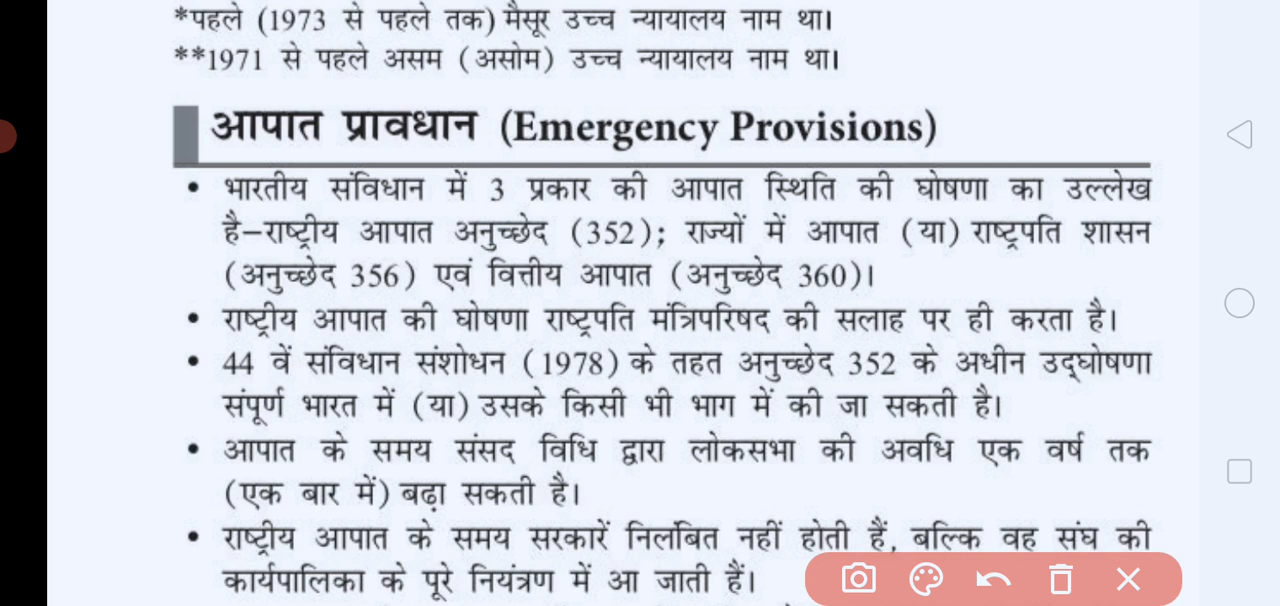 *पहले (1973 से पहले तक) मैसूर उच्च न्यायालय नाम था।
**1971 से पहले असम (असोम) उच्च न्यायालय नाम था।
आपात प्रावधान (Emergency Provisions)
• भारतीय संविधान में 3 प्रकार की आपात स्थिति की घोषणा का उल्लेख
है–राष्ट्रीय आपात अनुच्छेद (352); राज्यों में आपात (या) राष्ट्रपति शासन
(अनुच्छेद 356) एवं वित्तीय आपात (अनुच्छेद 360)।
• राष्ट्रीय आपात की घोषणा राष्ट्रपति मंत्रिपरिषद की सलाह पर ही करता है।
• 44 वें संविधान संशोधन (1978) के तहत अनुच्छेद 352 के अधीन उद्घोषणा
संपूर्ण भारत में (या) उसके किसी भी भाग में की जा सकती है।
• आपात के समय संसद विधि द्वारा लोकसभा की अवधि एक वर्ष तक
(एक बार में) बढ़ा सकती है।
• राष्ट्रीय आपात के समय सरकारें निलंबित नहीं होती हैं, बल्कि वह संघ की
कार्यपालिका के पूरे नियंत्रण में आ जाती हैं।